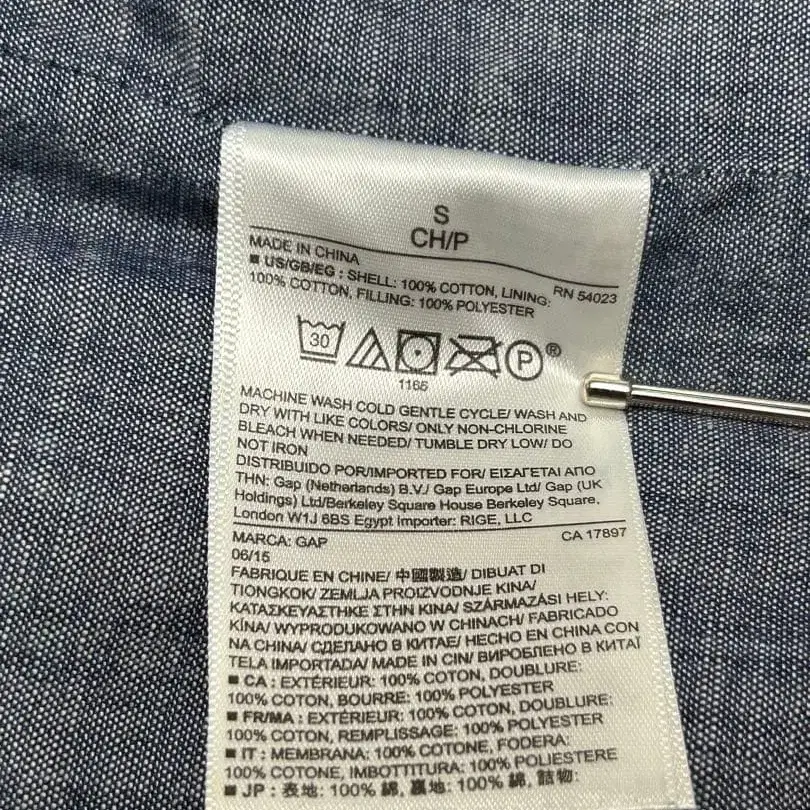 S
CH/P
MADE IN CHINA
RN 54023
■ US/GB/EG : SHELL: 100% COTTON, LINING:
100% COTTON, FILLING: 100% POLYESTER
30
P ®
1165
MACHINE WASH COLD GENTLE CYCLE/ WASH AND
DRY WITH LIKE COLORS/ ONLY NON-CHLORINE
BLEACH WHEN NEEDED/ TUMBLE DRY LOW/ DO
NOT IRON
DISTRIBUIDO POR/IMPORTED FOR/ ΕΙΣΑΓΕΤΑΙ ΑΠΟ
ΤΗΝ: Gap (Netherlands) B.V./ Gap Europe Ltd/ Gap (UK
Holdings) Ltd/Berkeley Square House Berkeley Square,
London W1J 6BS Egypt Importer: RIGE, LLC
MARCA: GAP
CA 17897
06/15
FABRIQUE EN CHINE/ 中國製造/ DIBUAT DI
TIONGKOK/ ZEMLJA PROIZVODNJE KINA/
ΚΑΤΑΣΚΕΥΑΣΤΗΚΕ ΣΤΗΝ ΚΙΝΑ/ SZÁRMAZÁSI HELY:
KÍNA/ WYPRODUKOWANO W CHINACH/ FABRICADO
NA CHINA/ СДЕЛАНО В КИТАЕ/ HECHO EN CHINA CON
TELA IMPORTADA/ MADE IN CIN/ ВИРОБЛЕНО В КИТАЇ
■ CA : EXTÉRIEUR: 100% COTON, DOUBLURE:
100% COTON, BOURRE: 100% POLYESTER
■ FR/MA : EXTÉRIEUR: 100% COTON, DOUBLURE:
100% COTON, REMPLISSAGE: 100% POLYESTER
■ IT : MEMBRANA: 100% COTONE, FODERA:
100% COTONE, IMBOTTITURA: 100% POLIESTERE
■ JP : 表地: 100% 綿, 裏地: 100% 綿, 詰物: